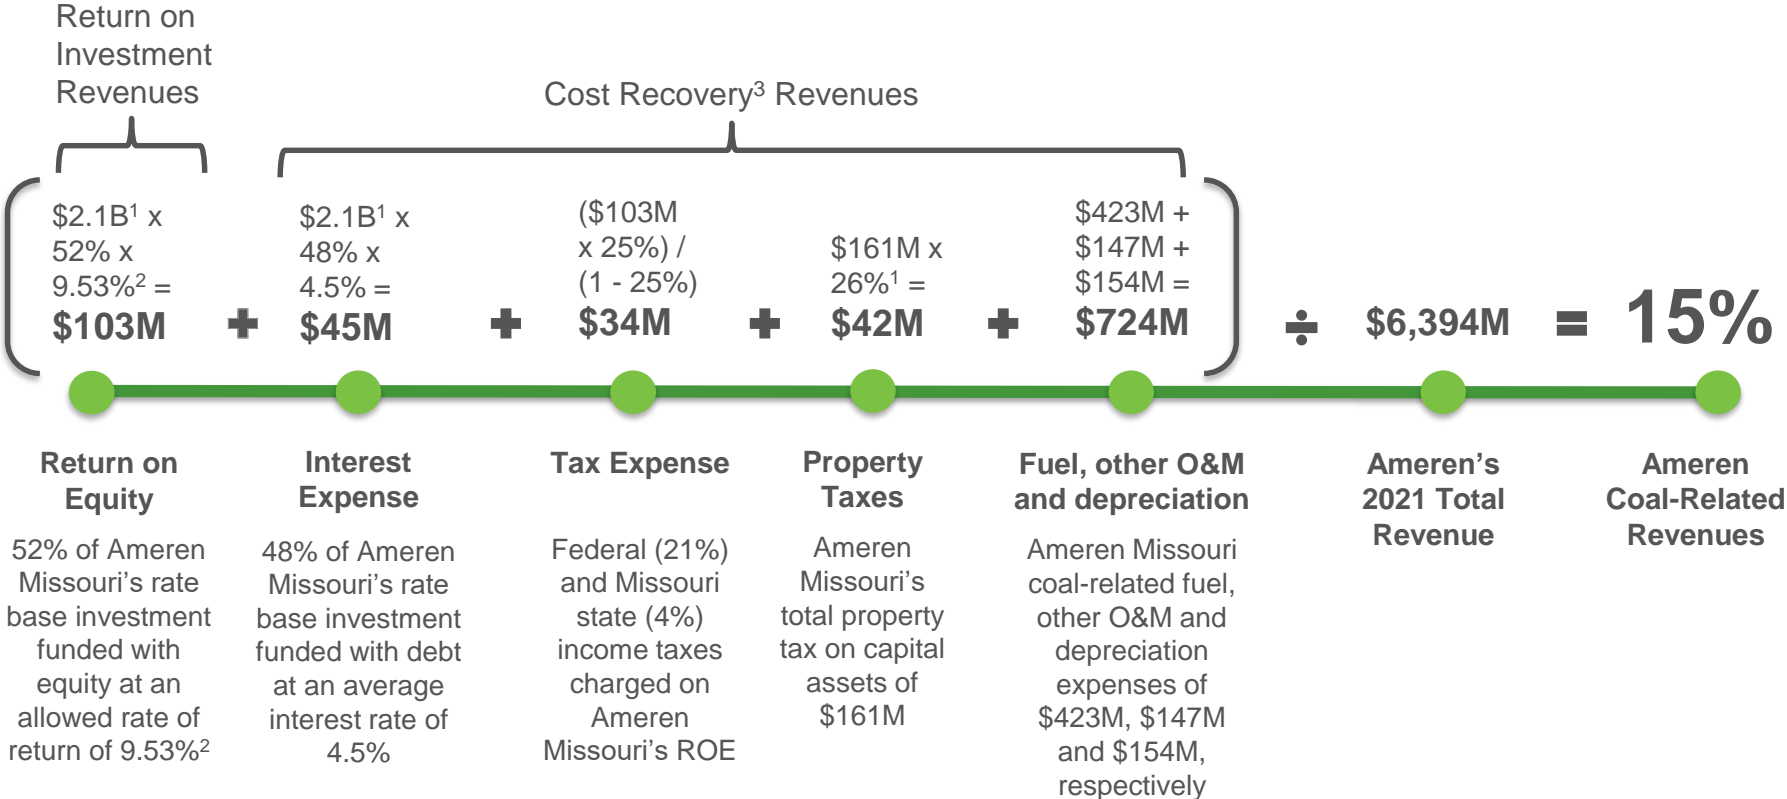 Return on
Investment
Revenues
Cost Recovery³ Revenues
$2.1B¹ x
52% x
9.53%² =
$103M
+
$2.1B¹ x
48% x
4.5% =
$45M
+
($103M
x 25%) /
(1 - 25%)
$34M
+
$161M x
26%¹ =
$42M
+
$423M +
$147M +
$154M =
$724M
÷
$6,394M
=
15%
Return on
Equity
52% of Ameren
Missouri’s rate
base investment
funded with
equity at an
allowed rate of
return of 9.53%²
Interest
Expense
48% of Ameren
Missouri’s rate
base investment
funded with debt
at an average
interest rate of
4.5%
Tax Expense
Federal (21%)
and Missouri
state (4%)
income taxes
charged on
Ameren
Missouri’s ROE
Property
Taxes
Ameren
Missouri’s
total property
tax on capital
assets of
$161M
Fuel, other O&M
and depreciation
Ameren Missouri
coal-related fuel,
other O&M and
depreciation
expenses of
$423M, $147M
and $154M,
respectively
Ameren’s
2021 Total
Revenue
Ameren
Coal-Related
Revenues